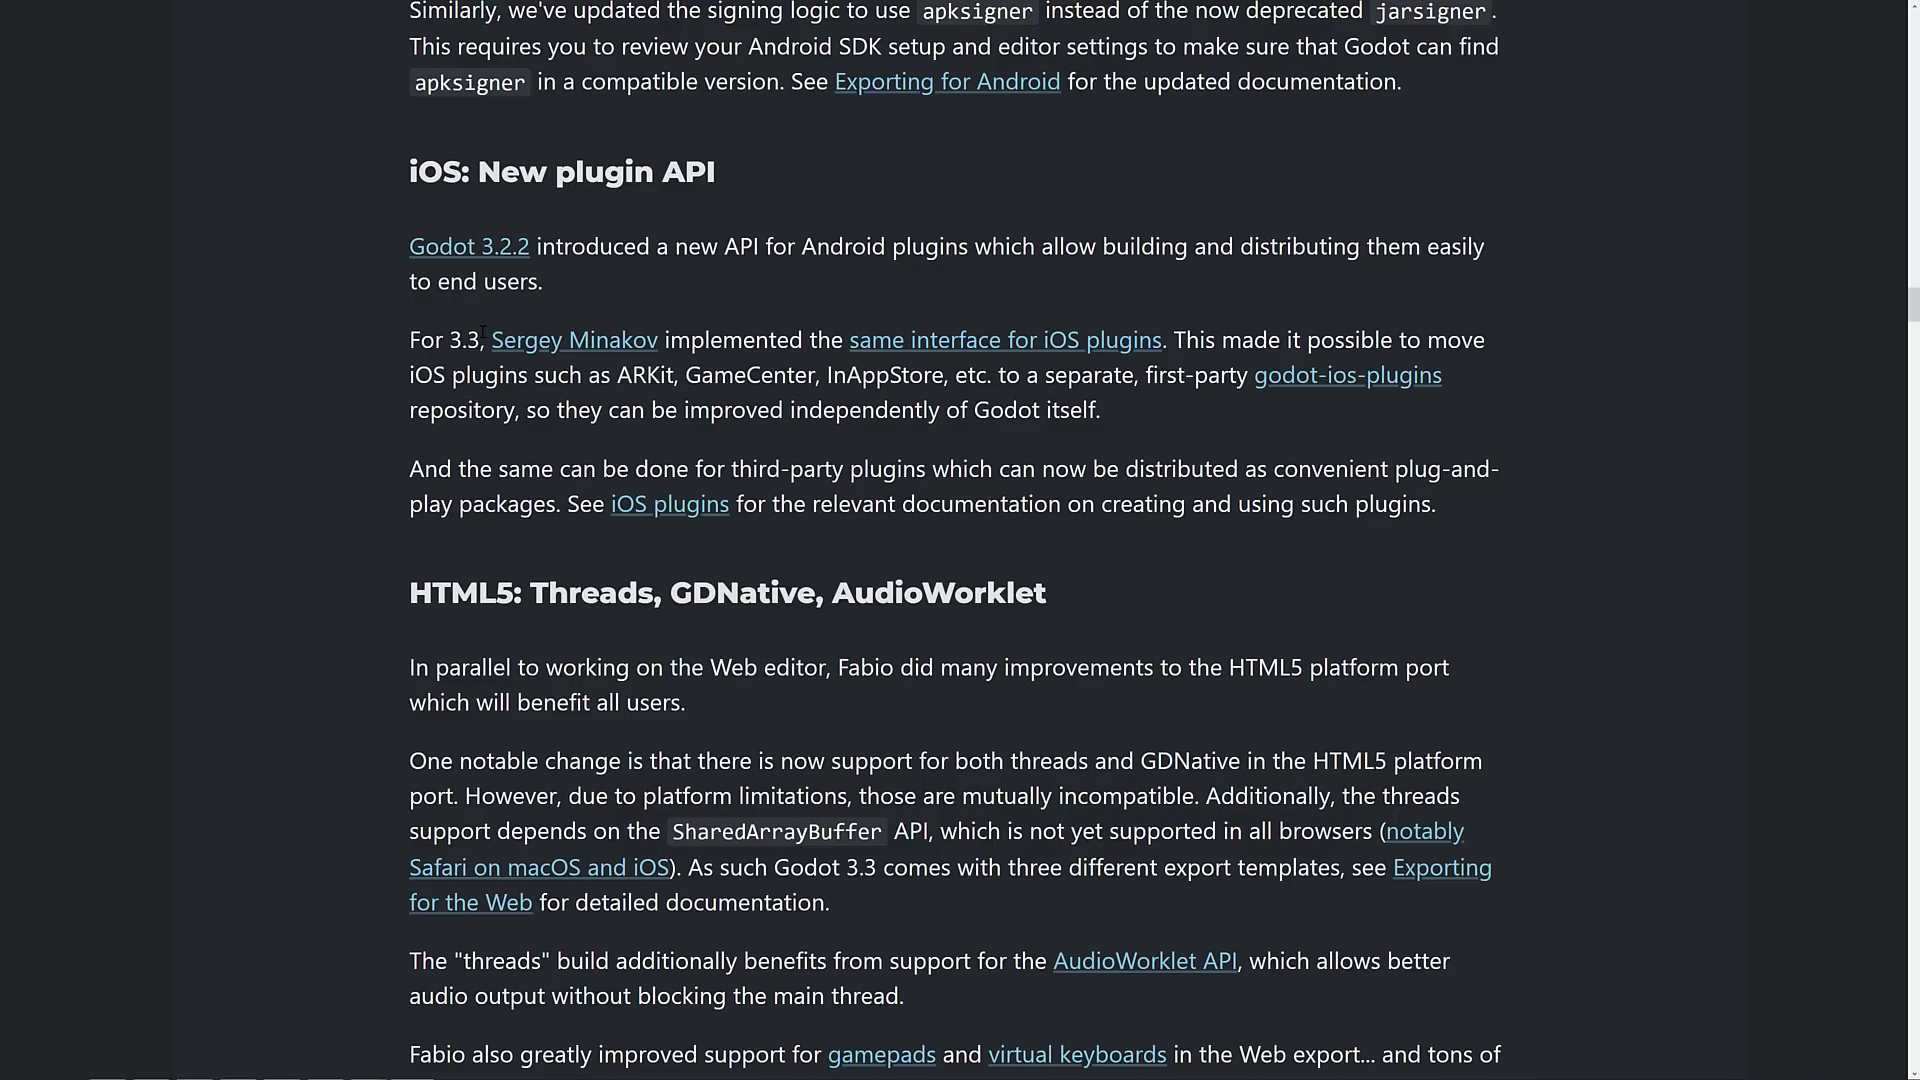 Similarly, we've updated the signing logic to use apksigner instead of the now deprecated jarsigner.
This requires you to review your Android SDK setup and editor settings to make sure that Godot can find
apksigner in a compatible version. See Exporting for Android for the updated documentation.
iOS: New plugin API
Godot 3.2.2 introduced a new API for Android plugins which allow building and distributing them easily
to end users.
For 3.3, Sergey Minakov implemented the same interface for iOS plugins. This made it possible to move
iOS plugins such as ARKit, GameCenter, InAppStore, etc. to a separate, first-party godot-ios-plugins
repository, so they can be improved independently of Godot itself.
And the same can be done for third-party plugins which can now be distributed as convenient plug-and-
play packages. See iOS plugins for the relevant documentation on creating and using such plugins.
HTML5: Threads, GDNative, AudioWorklet
In parallel to working on the Web editor, Fabio did many improvements to the HTML5 platform port
which will benefit all users.
One notable change is that there is now support for both threads and GDNative in the HTML5 platform
port. However, due to platform limitations, those are mutually incompatible. Additionally, the threads
support depends on the SharedArrayBuffer API, which is not yet supported in all browsers (notably
Safari on macOS and iOS). As such Godot 3.3 comes with three different export templates, see Exporting
for the Web for detailed documentation.
The "threads" build additionally benefits from support for the AudioWorklet API, which allows better
audio output without blocking the main thread.
Fabio also greatly improved support for gamepads and virtual keyboards in the Web export... and tons of